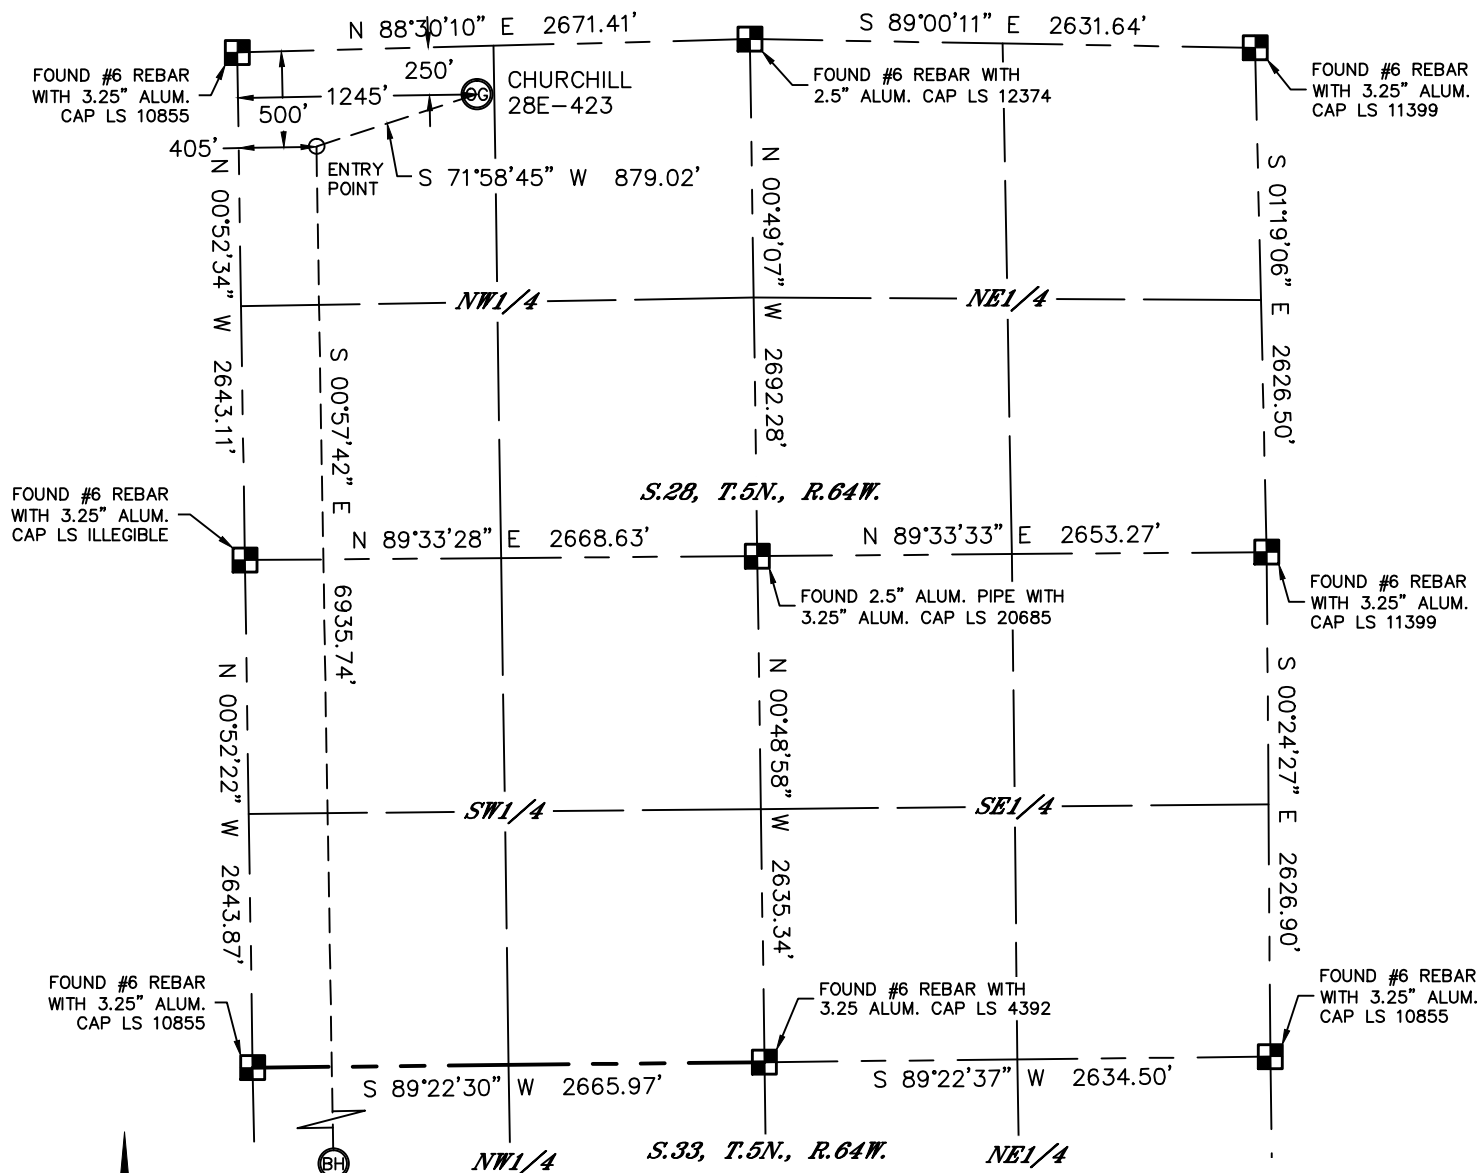 N 88°30'10" E 2671.41'
S 89°00'11" E 2631.64'
FOUND #6 REBAR
WITH 3.25" ALUM.
CAP LS 10855
250'
1245'
500'
405'
OG
CHURCHILL
28E-423
FOUND #6 REBAR WITH
2.5" ALUM. CAP LS 12374
FOUND #6 REBAR
WITH 3.25" ALUM.
CAP LS 11399
ENTRY
POINT
S 71°58'45" W 879.02'
N 00°52'34" W 2643.11'
S 00°57'42" E 6935.74'
N 00°49'07" W 2692.28'
S 01°19'06" E 2626.50'
NW1/4
NE1/4
S.28, T.5N., R.64W.
FOUND #6 REBAR
WITH 3.25" ALUM.
CAP LS ILLEGIBLE
N 89°33'28" E 2668.63'
N 89°33'33" E 2653.27'
FOUND 2.5" ALUM. PIPE WITH
3.25" ALUM. CAP LS 20685
FOUND #6 REBAR
WITH 3.25" ALUM.
CAP LS 11399
N 00°52'22" W 2643.87'
N 00°48'58" W 2635.34'
S 00°24'27" E 2626.90'
SW1/4
SE1/4
FOUND #6 REBAR
WITH 3.25" ALUM.
CAP LS 10855
FOUND #6 REBAR WITH
3.25 ALUM. CAP LS 4392
FOUND #6 REBAR
WITH 3.25" ALUM.
CAP LS 10855
S 89°22'30" W 2665.97'
S 89°22'37" W 2634.50'
BH
NW1/4
S.33, T.5N., R.64W.
NE1/4